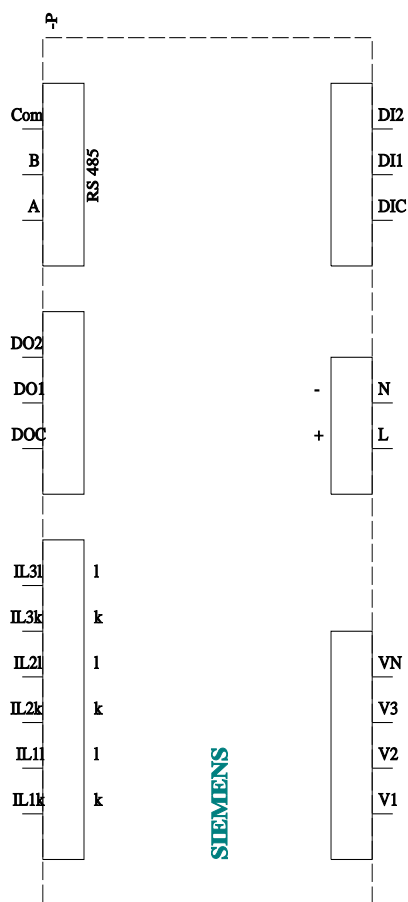 -P
Com
B
A
RS 485
DI2
DI1
DIC
DO2
DO1
DOC
-
N
+
L
IL3l
l
IL3k
k
IL2l
l
IL2k
k
IL1l
l
IL1k
k
VN
V3
V2
V1
SIEMENS